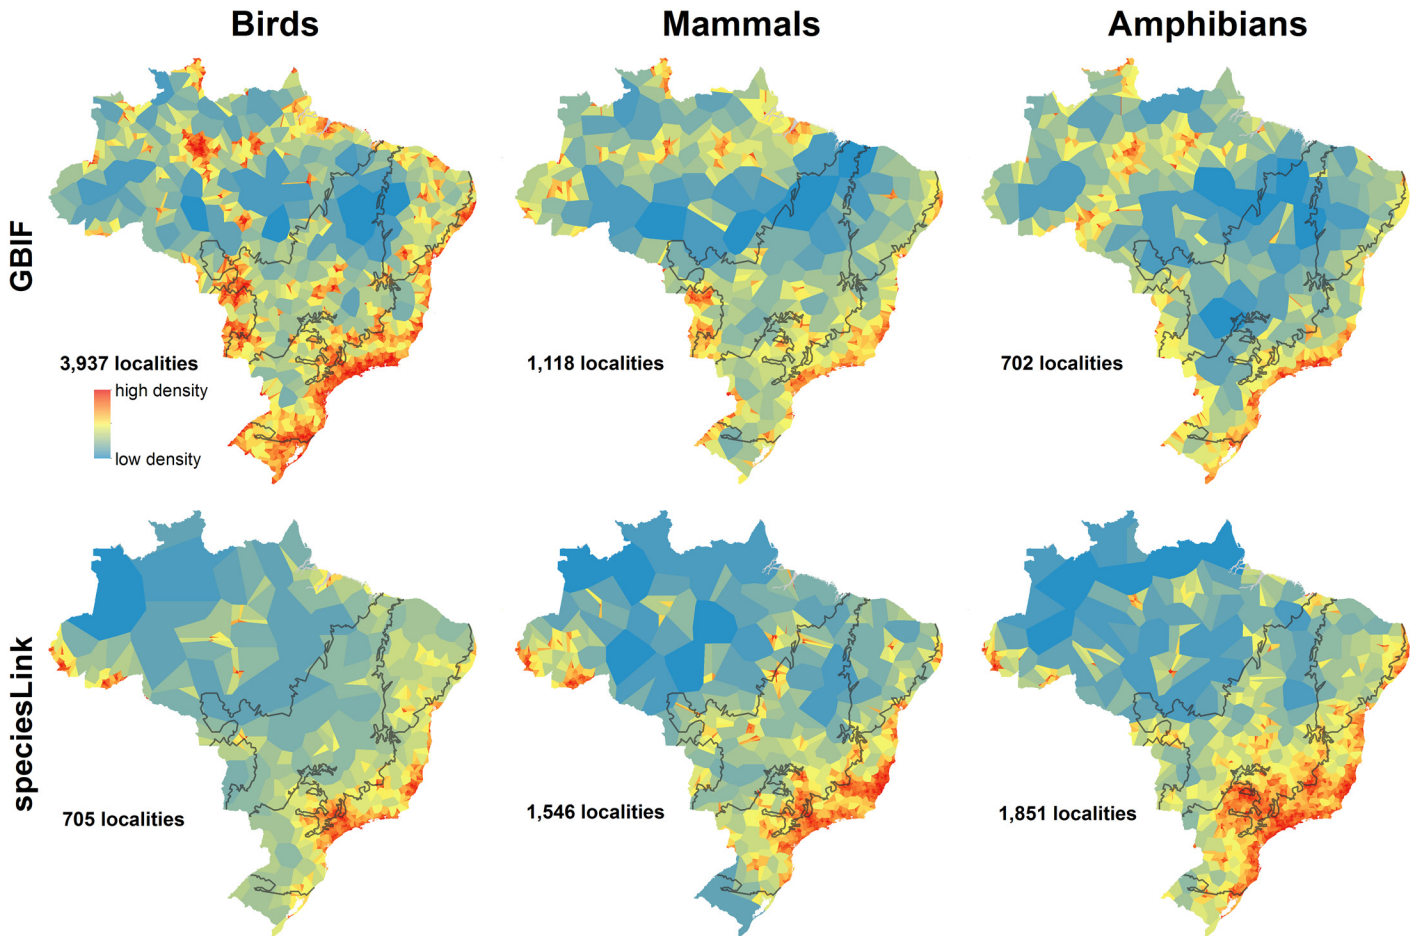 Birds
Mammals
Amphibians
GBIF
3,937 localities
high density
low density
1,118 localities
702 localities
speciesLink
705 localities
1,546 localities
1,851 localities